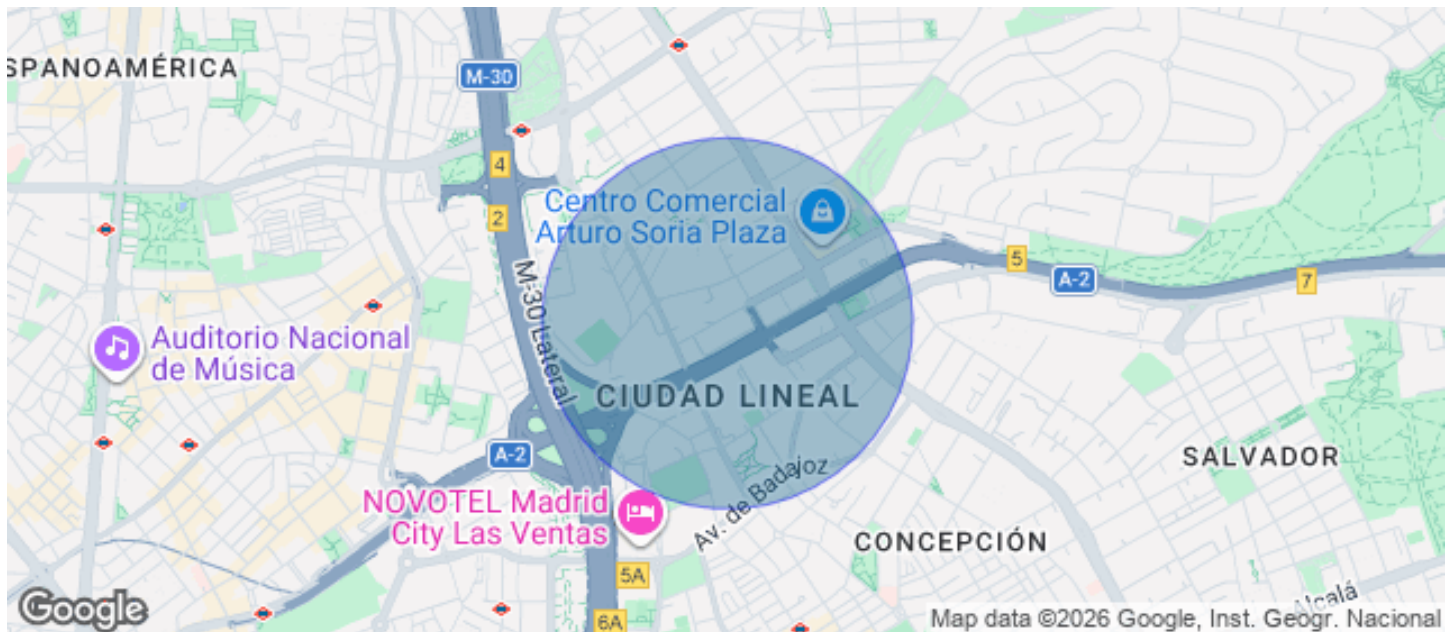 SPANOAMÉRICA
M-30
4
2
Centro Comercial
Arturo Soria Plaza
5
A-2
7
M-30 Lateral
Auditorio Nacional
de Música
CIUDAD LINEAL
A-2
SALVADOR
NOVOTEL Madrid
City Las Ventas
Av. de Badajoz
CONCEPCIÓN
5A
6A
Alcalá
Google
Map data ©2026 Google, Inst. Geogr. Nacional